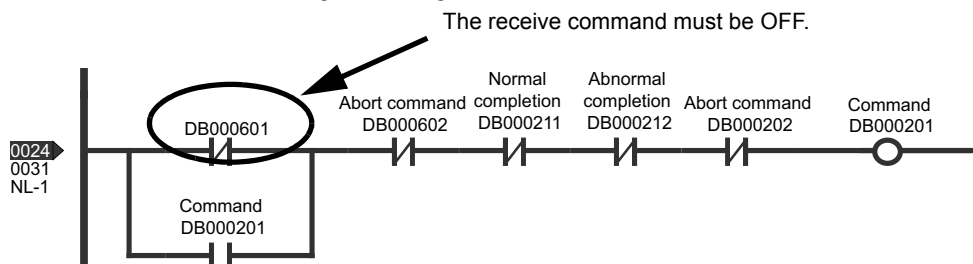 The receive command must be OFF.
Normal
Abnormal
Abort command
completion
completion
Abort command
Command
DB000601
DB000602
DB000211
DB000212
DB000202
DB000201
0024
0031
NL-1
Command
DB000201